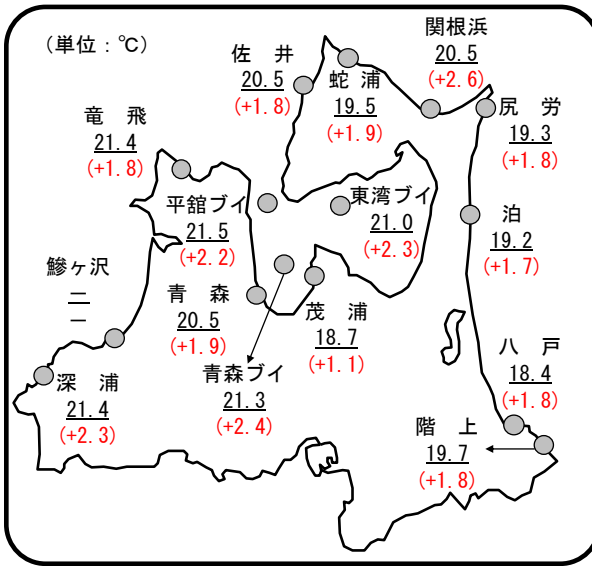 (単位:℃)
関根浜
20.5
(+2.6)
佐井
20.5
(+1.8)
蛇浦
19.5
(+1.9)
尻労
19.3
(+1.8)
竜飛
21.4
(+1.8)
平舘ブイ
21.5
(+2.2)
東湾ブイ
21.0
(+2.3)
泊
19.2
(+1.7)
鰺ヶ沢
―
―
青森
20.5
(+1.9)
茂浦
18.7
(+1.1)
青森ブイ
21.3
(+2.4)
深浦
21.4
(+2.3)
八戸
18.4
(+1.8)
階上
19.7
(+1.8)